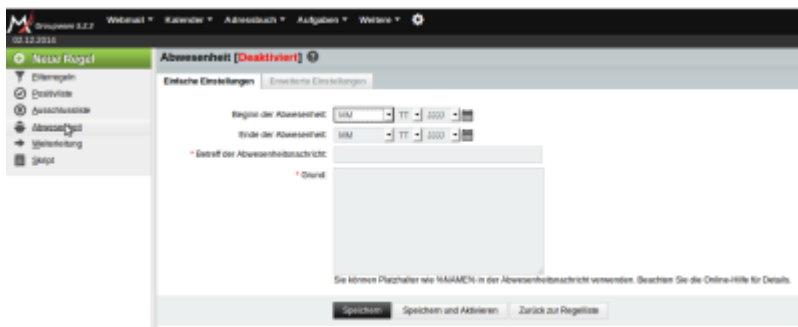 M Groupware 5.2.2 Webmail Kalender Adressbuch Aufgaben Weitere
02.12.2014
Neue Regel
Filterregeln
Positivliste
Ausschlussliste
Abwesenheit
Weiterleitung
Skript
Abwesenheit [Deaktiviert]
Einfache Einstellungen Erweiterte Einstellungen
Beginn der Abwesenheit: MM TT JJJJ
Ende der Abwesenheit: MM TT JJJJ
* Betreff der Abwesenheitsnachricht:
* Grund:
Sie können Platzhalter wie %NAME% in der Abwesenheitsnachricht verwenden. Beachten Sie die Online-Hilfe für Details.
Speichern Speichern und Aktivieren Zurück zur Regelliste